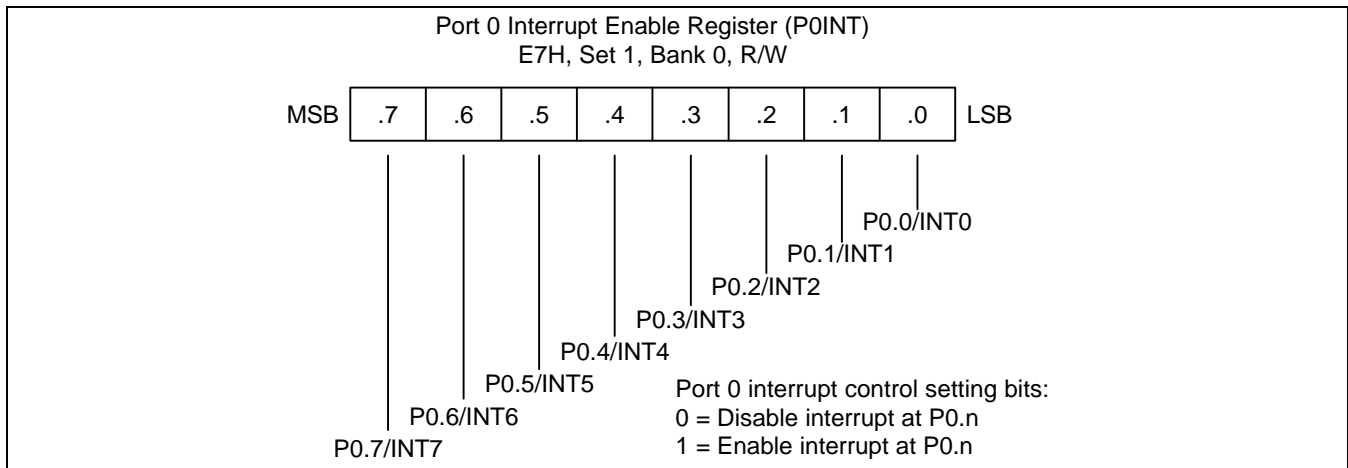 Port 0 Interrupt Enable Register (P0INT)
E7H, Set 1, Bank 0, R/W
MSB .7 .6 .5 .4 .3 .2 .1 .0 LSB
P0.0/INT0
P0.1/INT1
P0.2/INT2
P0.3/INT3
P0.4/INT4
P0.5/INT5
P0.6/INT6
P0.7/INT7
Port 0 interrupt control setting bits:
0 = Disable interrupt at P0.n
1 = Enable interrupt at P0.n